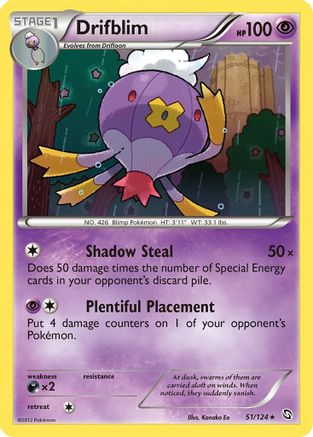 STAGE1
Drifblim
HP100
Evolves from Drifloon
NO. 426 Blimp Pokémon HT: 3'11" WT: 33.1 lbs.
Shadow Steal 50×
Does 50 damage times the number of Special Energy
cards in your opponent's discard pile.
Plentiful Placement
Put 4 damage counters on 1 of your opponent's
Pokémon.
weakness
×2
resistance
retreat
At dusk, swarms of them are
carried aloft on winds. When
noticed, they suddenly vanish.
©2012 Pokémon
Illus. Kanako Eo
51/124 ★